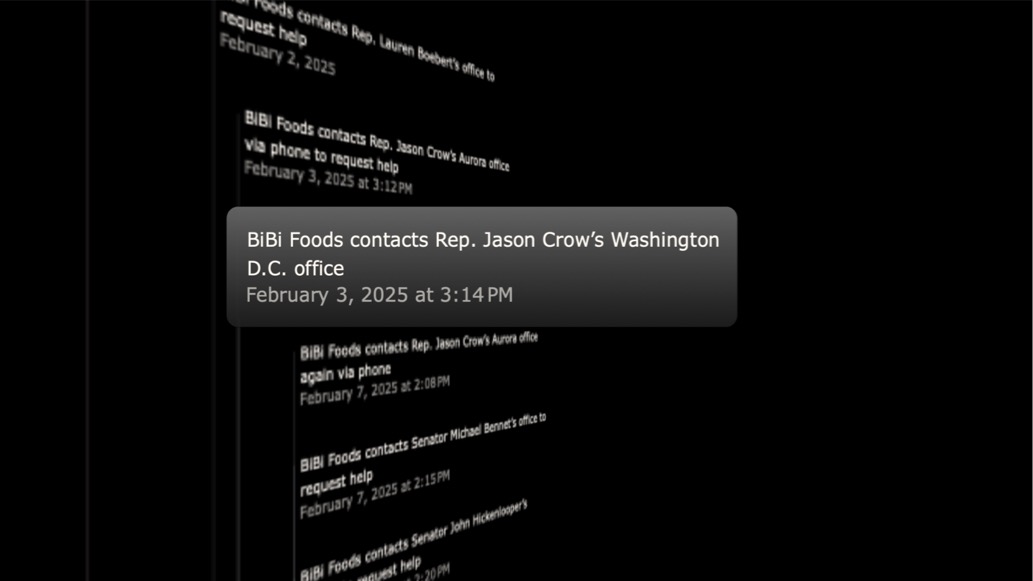 Foods contacts Rep. Lauren Boebert's office to
request help
February 2, 2025
BiBi Foods contacts Rep. Jason Crow's Aurora office
via phone to request help
February 3, 2025 at 3:12 PM
BiBi Foods contacts Rep. Jason Crow’s Washington
D.C. office
February 3, 2025 at 3:14 PM
BiBi Foods contacts Rep. Jason Crow's Aurora office
again via phone
February 7, 2025 at 2:08 PM
BiBi Foods contacts Senator Michael Bennet's office to
request help
February 7, 2025 at 2:15 PM
BiBi Foods contacts Senator John Hickenlooper's
request help
2:20 PM